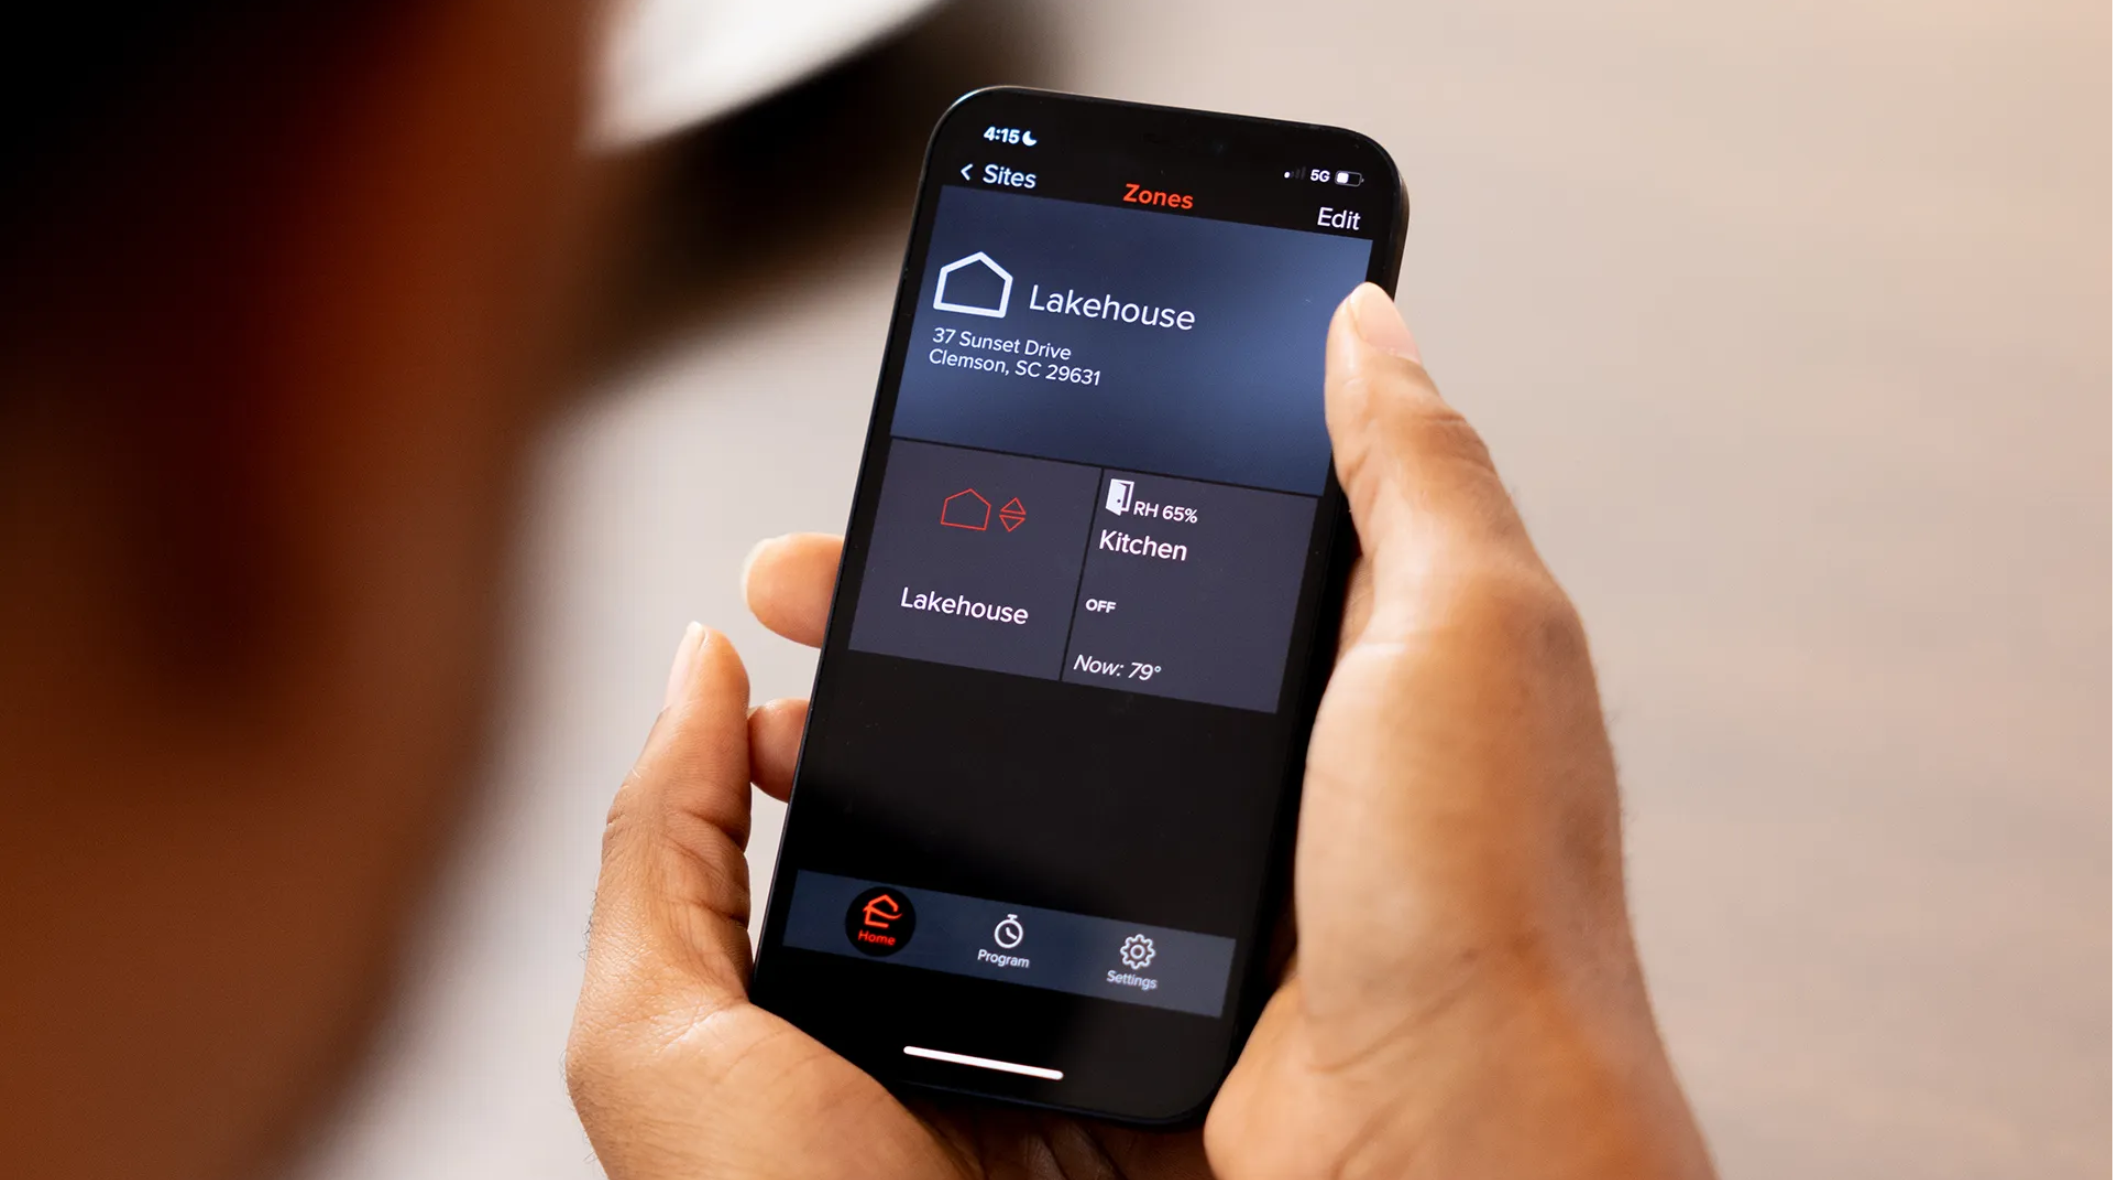 4:15
5G
Sites
Zones
Edit
Lakehouse
37 Sunset Drive
Clemson, SC 29631
Lakehouse
RH 65%
Kitchen
OFF
Now: 79°
Home
Program
Settings